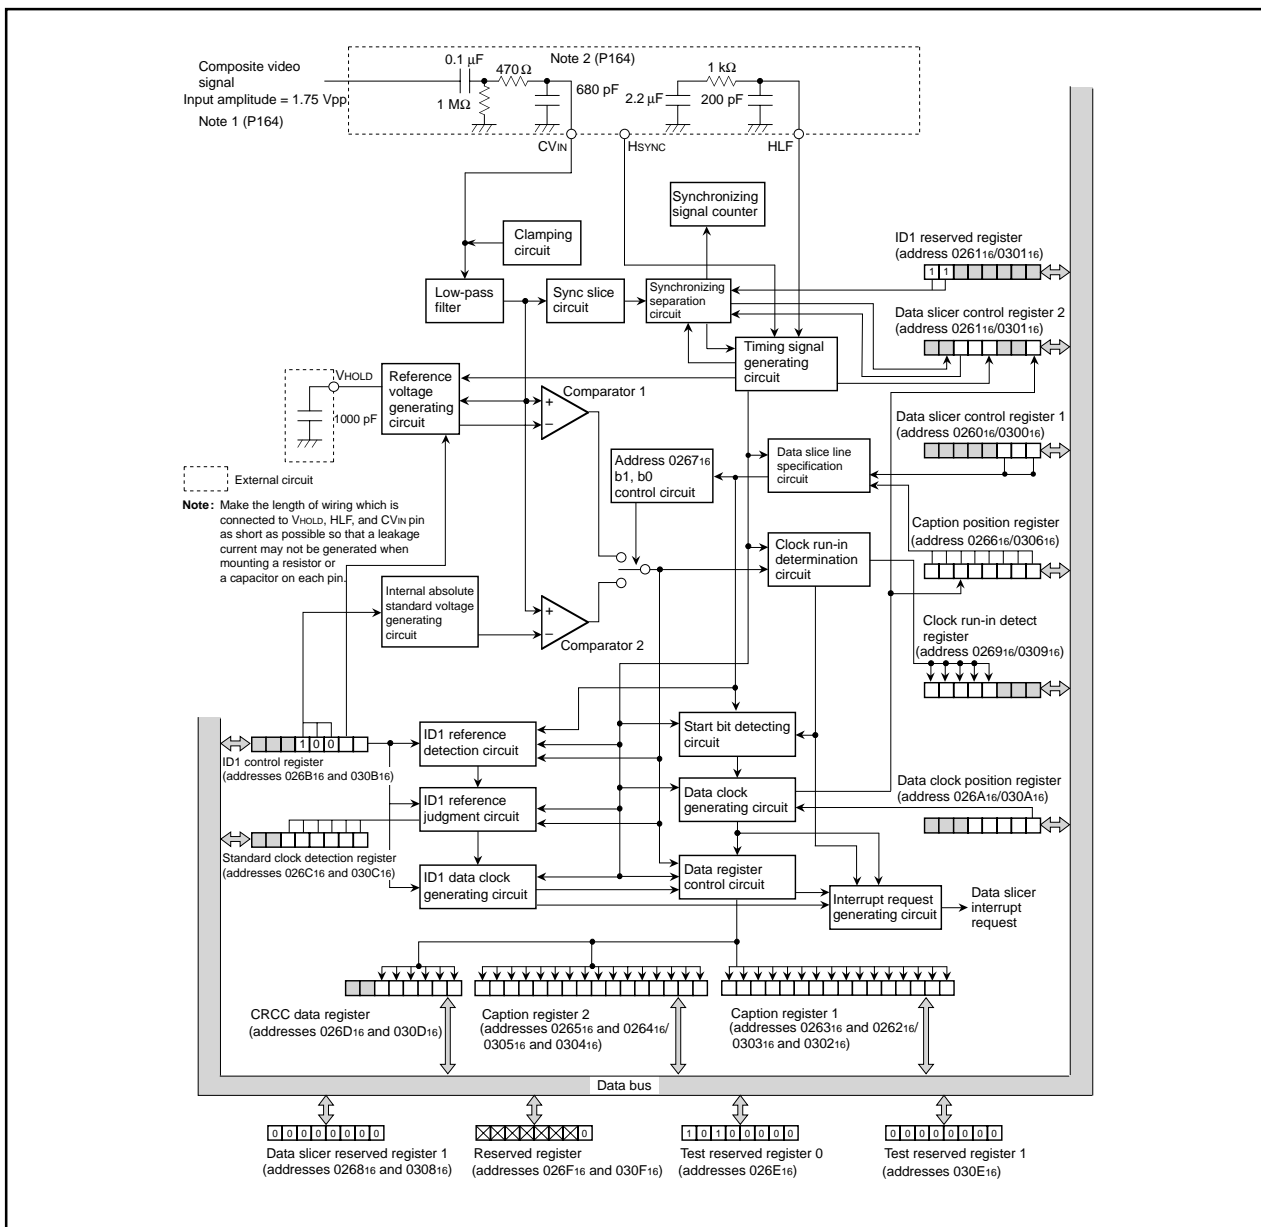 Composite video
signal
Input amplitude = 1.75 Vpp
Note 1 (P164)
Note 2 (P164)
0.1 μF
470 Ω
1 MΩ
680 pF
1 kΩ
2.2 μF
200 pF
CVIN
HSYNC
HLF
Synchronizing
signal counter
Clamping
circuit
Low-pass
filter
Sync slice
circuit
Synchronizing
separation
circuit
Timing signal
generating
circuit
ID1 reserved register
(address 026116/030116)
1 1
Data slicer control register 2
(address 026116/030116)
VHOLD
1000 pF
Reference
voltage
generating
circuit
Comparator 1
+
−
Data slicer control register 1
(address 026016/030016)
Address 026716
b1, b0
control circuit
Data slice line
specification
circuit
External circuit
Note: Make the length of wiring which is
connected to VHOLD, HLF, and CVIN pin
as short as possible so that a leakage
current may not be generated when
mounting a resistor or
a capacitor on each pin.
Caption position register
(address 026616/030616)
Clock run-in
determination
circuit
Internal absolute
standard voltage
generating
circuit
+
−
Comparator 2
Clock run-in detect
register
(address 026916/030916)
1 0 0
ID1 control register
(addresses 026B16 and 030B16)
ID1 reference
detection circuit
Start bit detecting
circuit
ID1 reference
judgment circuit
Data clock
generating circuit
Data clock position register
(address 026A16/030A16)
Standard clock detection register
(addresses 026C16 and 030C16)
ID1 data clock
generating circuit
Data register
control circuit
Interrupt request
generating circuit
Data slicer
interrupt
request
CRCC data register
(addresses 026D16 and 030D16)
Caption register 2
(addresses 026516 and 026416/
030516 and 030416)
Caption register 1
(addresses 026316 and 026216/
030316 and 030216)
Data bus
0 0 0 0 0 0 0 0
Data slicer reserved register 1
(addresses 026816 and 030816)
0
Reserved register
(addresses 026F16 and 030F16)
1 0 1 0 0 0 0 0
Test reserved register 0
(addresses 026E16)
0 0 0 0 0 0 0 0
Test reserved register 1
(addresses 030E16)